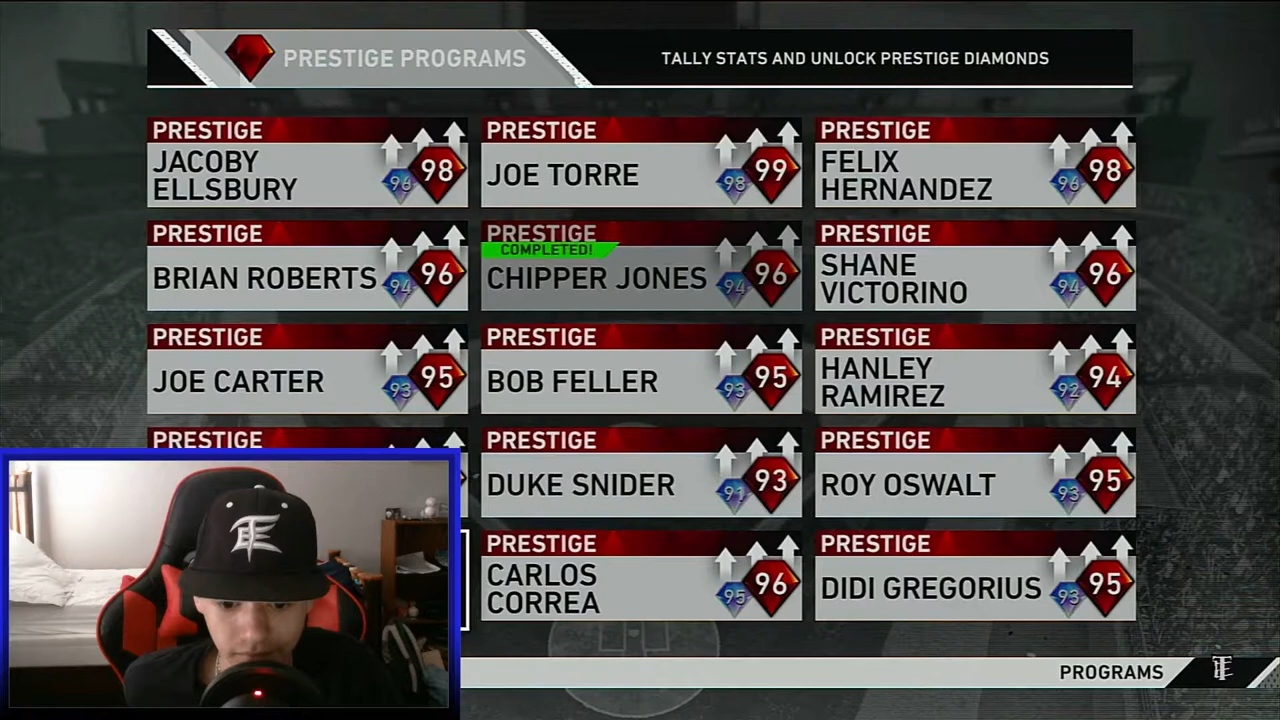 PRESTIGE PROGRAMS
TALLY STATS AND UNLOCK PRESTIGE DIAMONDS
PRESTIGE
JACOBY
ELLSBURY
96
98
PRESTIGE
JOE TORRE
98
99
PRESTIGE
FELIX
HERNANDEZ
96
98
PRESTIGE
BRIAN ROBERTS
94
96
PRESTIGE
COMPLETED!
CHIPPER JONES
94
96
PRESTIGE
SHANE
VICTORINO
94
96
PRESTIGE
JOE CARTER
93
95
PRESTIGE
BOB FELLER
93
95
PRESTIGE
HANLEY
RAMIREZ
92
94
PRESTIGE
PRESTIGE
DUKE SNIDER
91
93
PRESTIGE
ROY OSWALT
93
95
PRESTIGE
CARLOS
CORREA
95
96
PRESTIGE
DIDI GREGORIUS
93
95
PROGRAMS